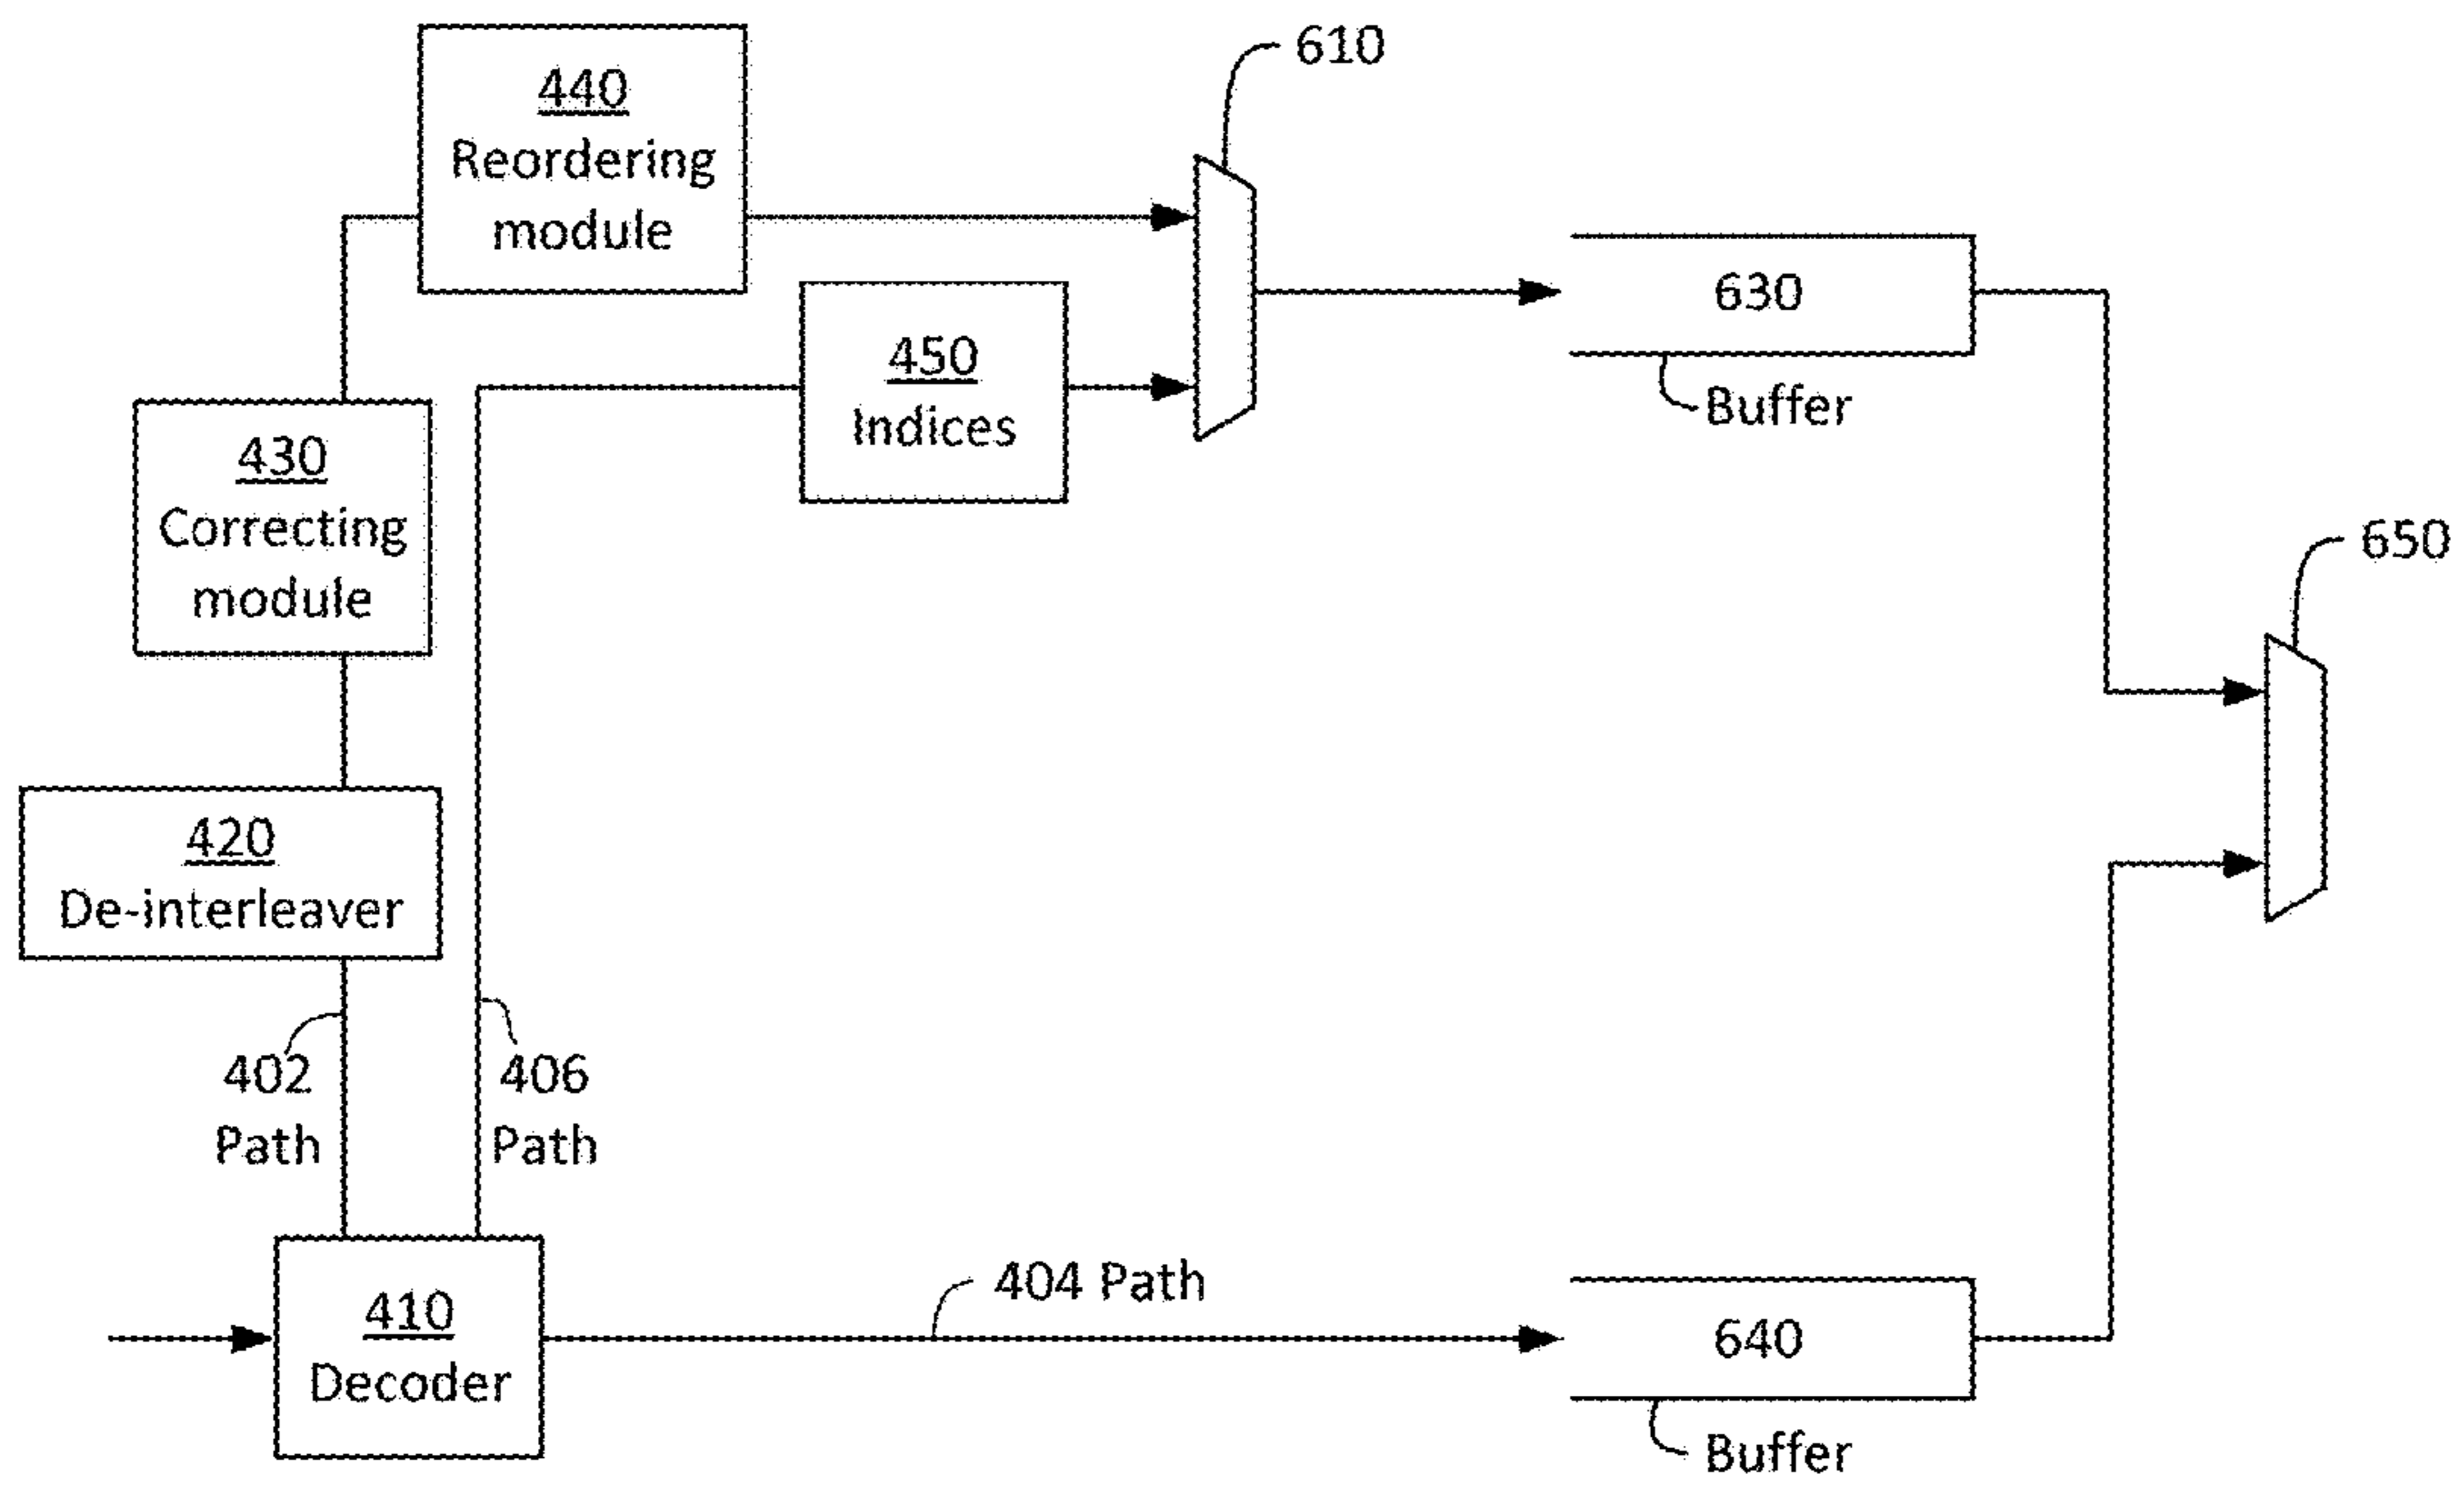 610
440
Reordering
module
630
Buffer
450
Indices
430
Correcting
module
650
420
De-interleaver
402
Path
406
Path
404 Path
410
Decoder
640
Buffer